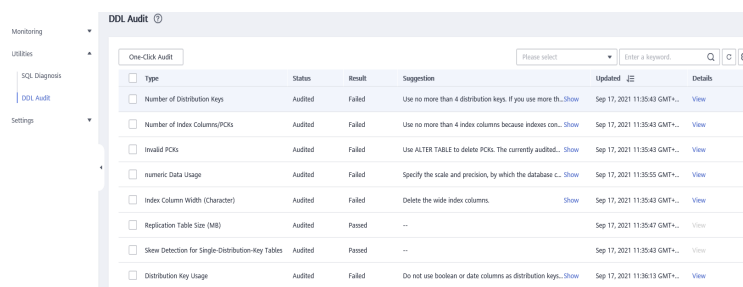 DDL Audit
Monitoring
Utilities
SQL Diagnosis
DDL Audit
Settings
One-Click Audit
Please select
Enter a keyword.
Type Status Result Suggestion Updated Details
Number of Distribution Keys Audited Failed Use no more than 4 distribution keys. If you use more th... Show Sep 17, 2021 11:35:43 GMT+... View
Number of Index Columns/PCKs Audited Failed Use no more than 4 index columns because indexes con... Show Sep 17, 2021 11:35:43 GMT+... View
Invalid PCKs Audited Failed Use ALTER TABLE to delete PCKs. The currently audited... Show Sep 17, 2021 11:35:43 GMT+... View
numeric Data Usage Audited Failed Specify the scale and precision, by which the database c... Show Sep 17, 2021 11:35:55 GMT+... View
Index Column Width (Character) Audited Failed Delete the wide index columns. Show Sep 17, 2021 11:35:43 GMT+... View
Replication Table Size (MB) Audited Passed -- Sep 17, 2021 11:35:47 GMT+... View
Skew Detection for Single-Distribution-Key Tables Audited Passed -- Sep 17, 2021 11:35:43 GMT+... View
Distribution Key Usage Audited Failed Do not use boolean or date columns as distribution keys... Show Sep 17, 2021 11:36:13 GMT+... View